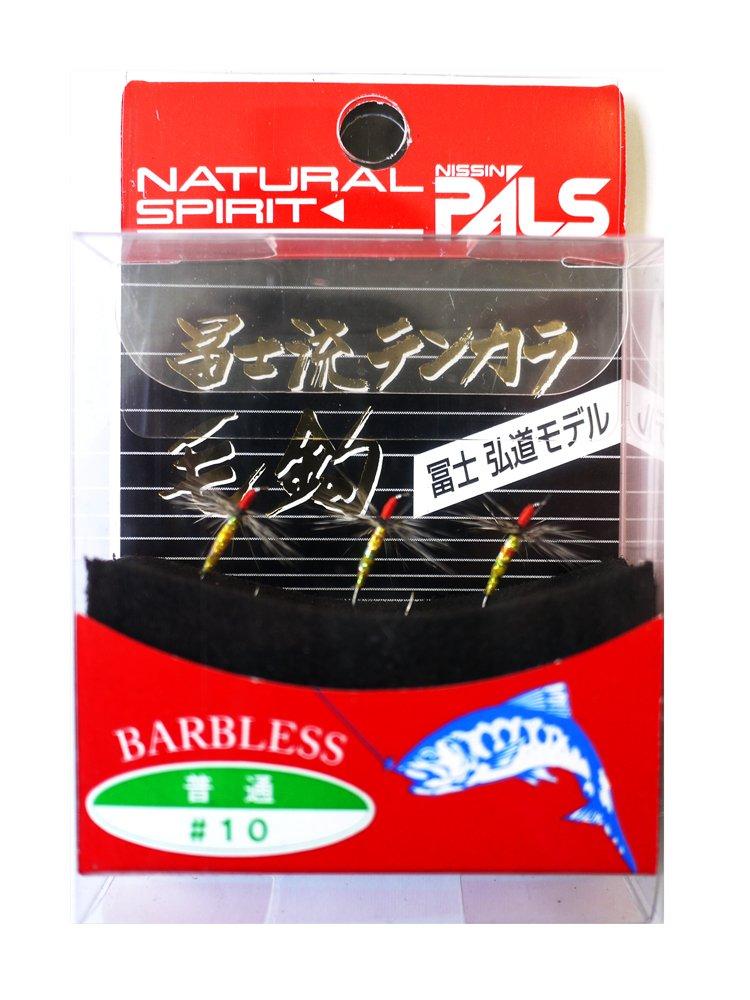 NATURAL
SPIRIT
NISSIN
PALS
冨士流テンカラ
毛鈎
冨士 弘道モデル
BARBLESS
普通
#10